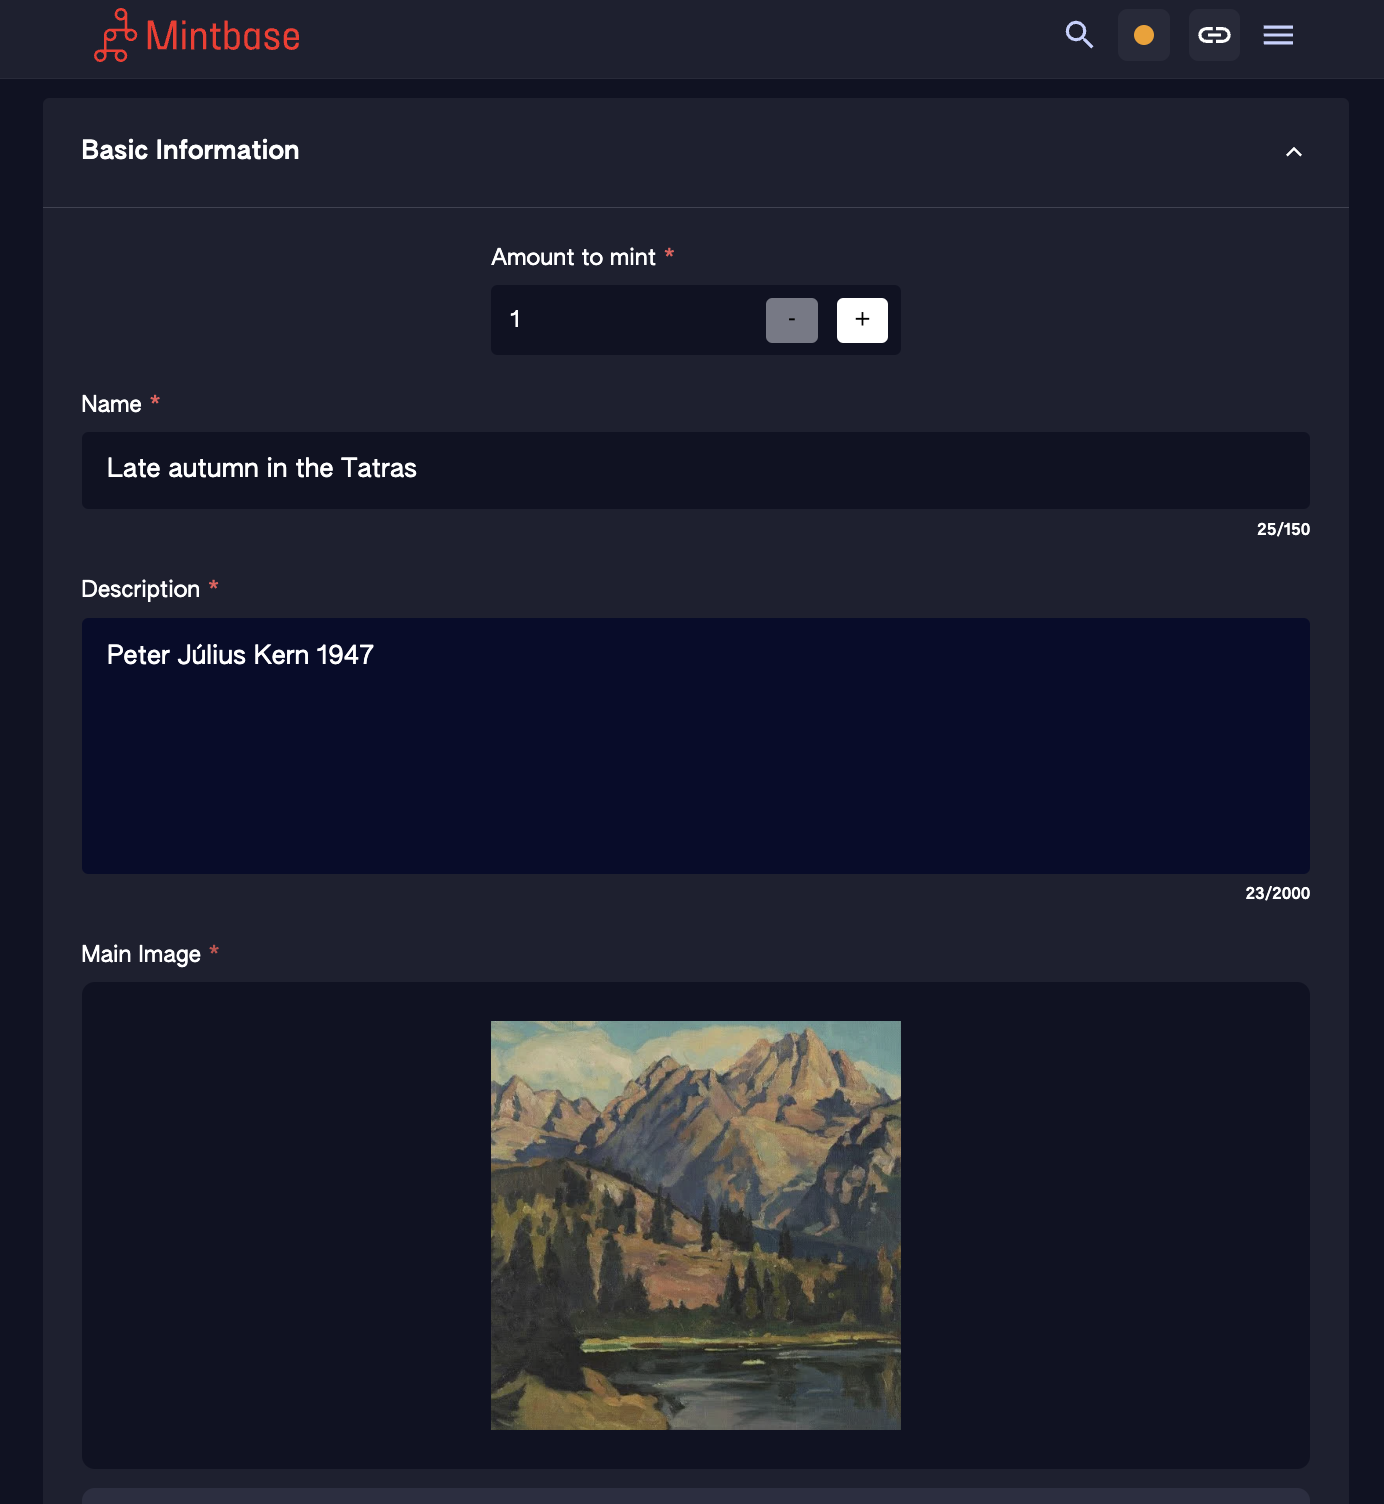 Mintbase
Basic Information
Amount to mint *
1
-
+
Name *
Late autumn in the Tatras
25/150
Description *
Peter Július Kern 1947
23/2000
Main Image *